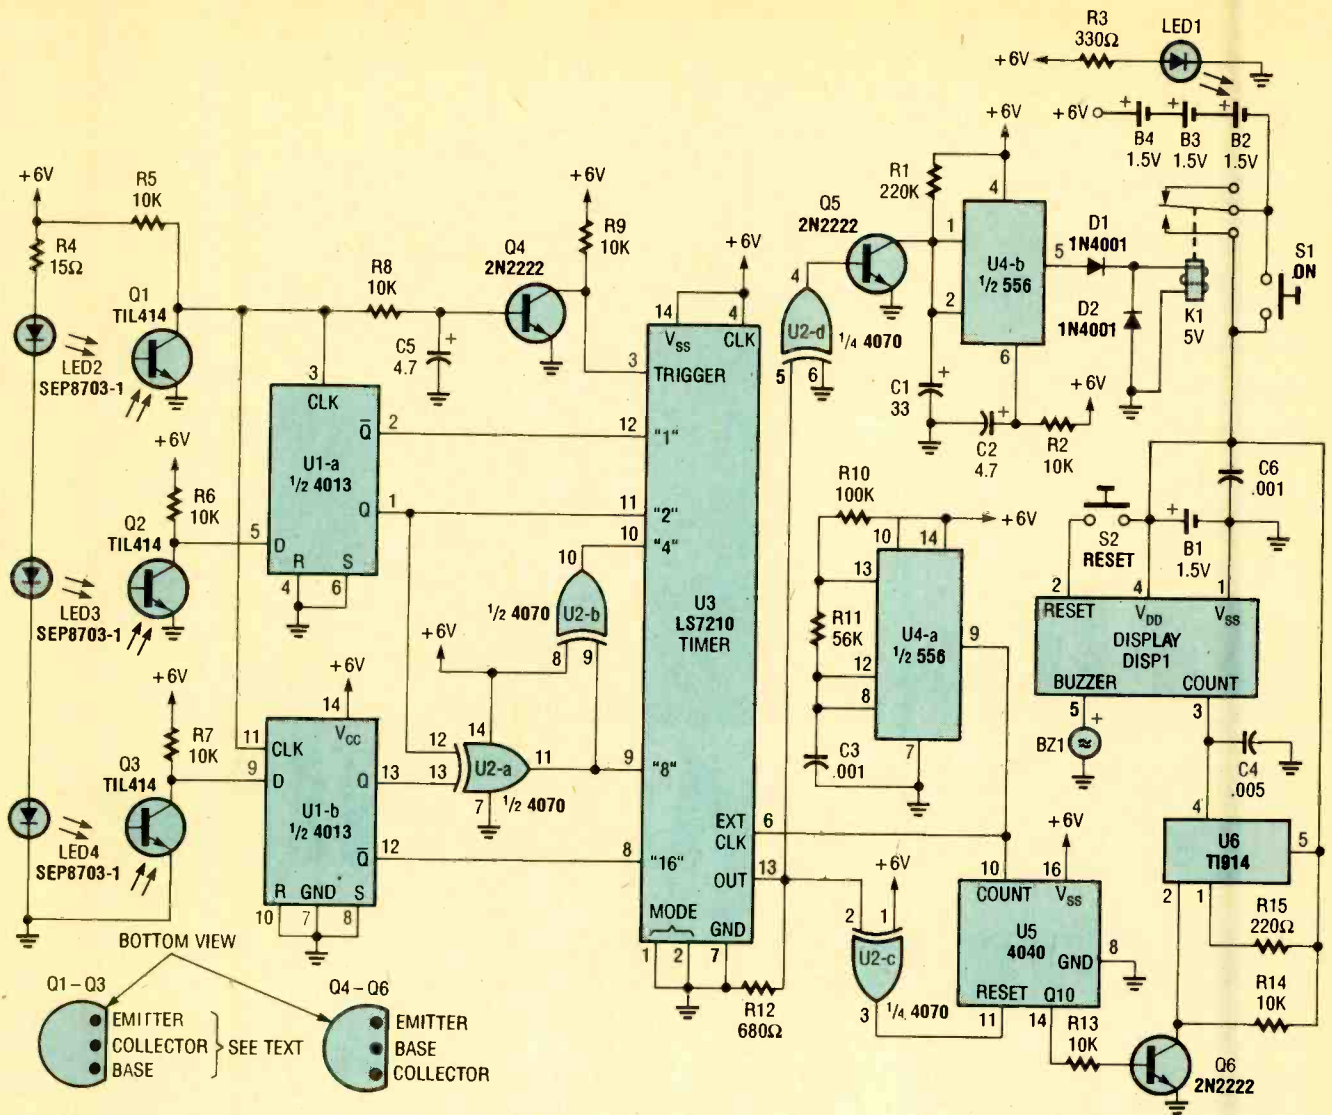 R3
330Ω
LED1
+6V
+6V
B4
1.5V
B3
1.5V
B2
1.5V
+6V
R5
10K
R4
15Ω
Q1
TIL414
LED2
SEP8703-1
R8
10K
C5
4.7
Q4
2N2222
+6V
R9
10K
+6V
Q5
2N2222
R1
220K
+6V
4
1
2
U4-b
1/2 556
5
6
D1
1N4001
D2
1N4001
K1
5V
S1
ON
4
U2-d
1/4 4070
5
6
C1
33
C2
4.7
R2
10K
+6V
3
CLK
U1-a
1/2 4013
Q̅ 2
Q 1
5 D
R
S
4
6
+6V
R6
10K
Q2
TIL414
LED3
SEP8703-1
14
VSS
4
CLK
3
TRIGGER
12
"1"
11
"2"
10
"4"
9
"8"
8
"16"
U3
LS7210
TIMER
EXT
CLK
6
OUT
13
MODE
GND
1
2
7
R12
680Ω
10
U2-b
1/2 4070
8
9
+6V
14
12
13
U2-a
11
7
1/2 4070
+6V
R7
10K
Q3
TIL414
LED4
SEP8703-1
+6V
14
VCC
11
CLK
9
D
U1-b
1/2 4013
Q 13
Q̅ 12
R GND S
10
7
8
R10
100K
+6V
10
14
13
R11
56K
12
8
U4-a
1/2 556
9
7
C3
.001
S2
RESET
C6
.001
B1
1.5V
2
4
1
RESET
VDD
VSS
DISPLAY
DISP1
BUZZER
COUNT
5
3
BZ1
C4
.005
4
U6
TI914
5
2
1
R15
220Ω
R14
10K
+6V
2
1
U2-c
3
1/4 4070
+6V
10
16
COUNT
VSS
U5
4040
GND
8
RESET Q10
11
14
R13
10K
Q6
2N2222
BOTTOM VIEW
Q1–Q3
EMITTER
COLLECTOR
BASE
SEE TEXT
Q4–Q6
EMITTER
BASE
COLLECTOR